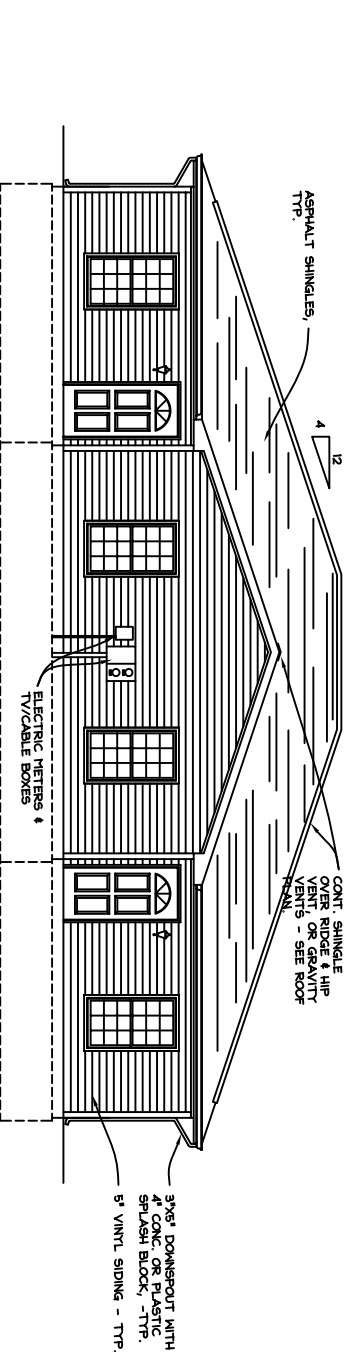 ASPHALT SHINGLES,
TYP.
12
4
CONT. SHINGLE
OVER RIDGE & HIP
VENT, OR GRAVITY
VENTS - SEE ROOF
PLAN.
ELECTRIC METERS &
TV/CABLE BOXES
3"X5" DOWNSPOUT WITH
4" CONC. OR PLASTIC
SPLASH BLOCK, -TYP.
5" VINYL SIDING - TYP.